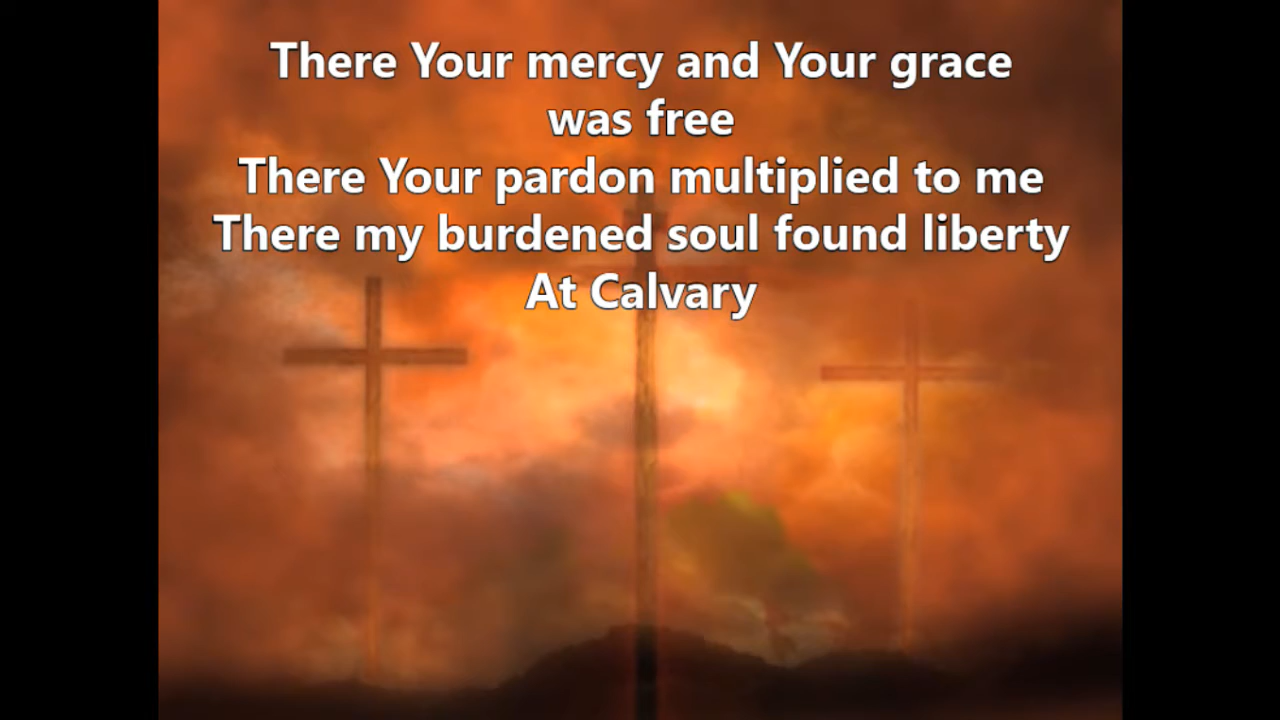 There Your mercy and Your grace
was free
There Your pardon multiplied to me
There my burdened soul found liberty
At Calvary